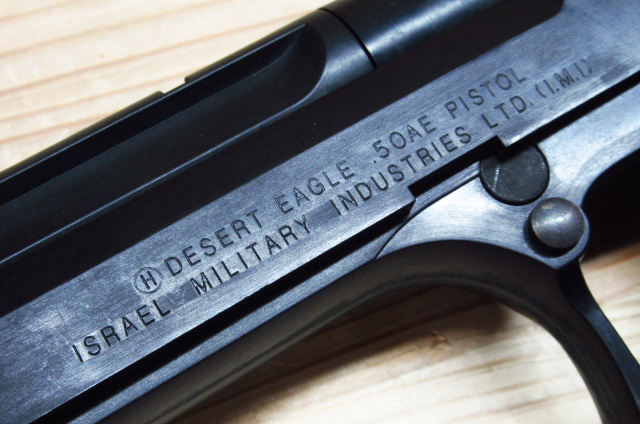 Ⓗ DESERT EAGLE .50AE PISTOL
ISRAEL MILITARY INDUSTRIES LTD.(I.M.I)